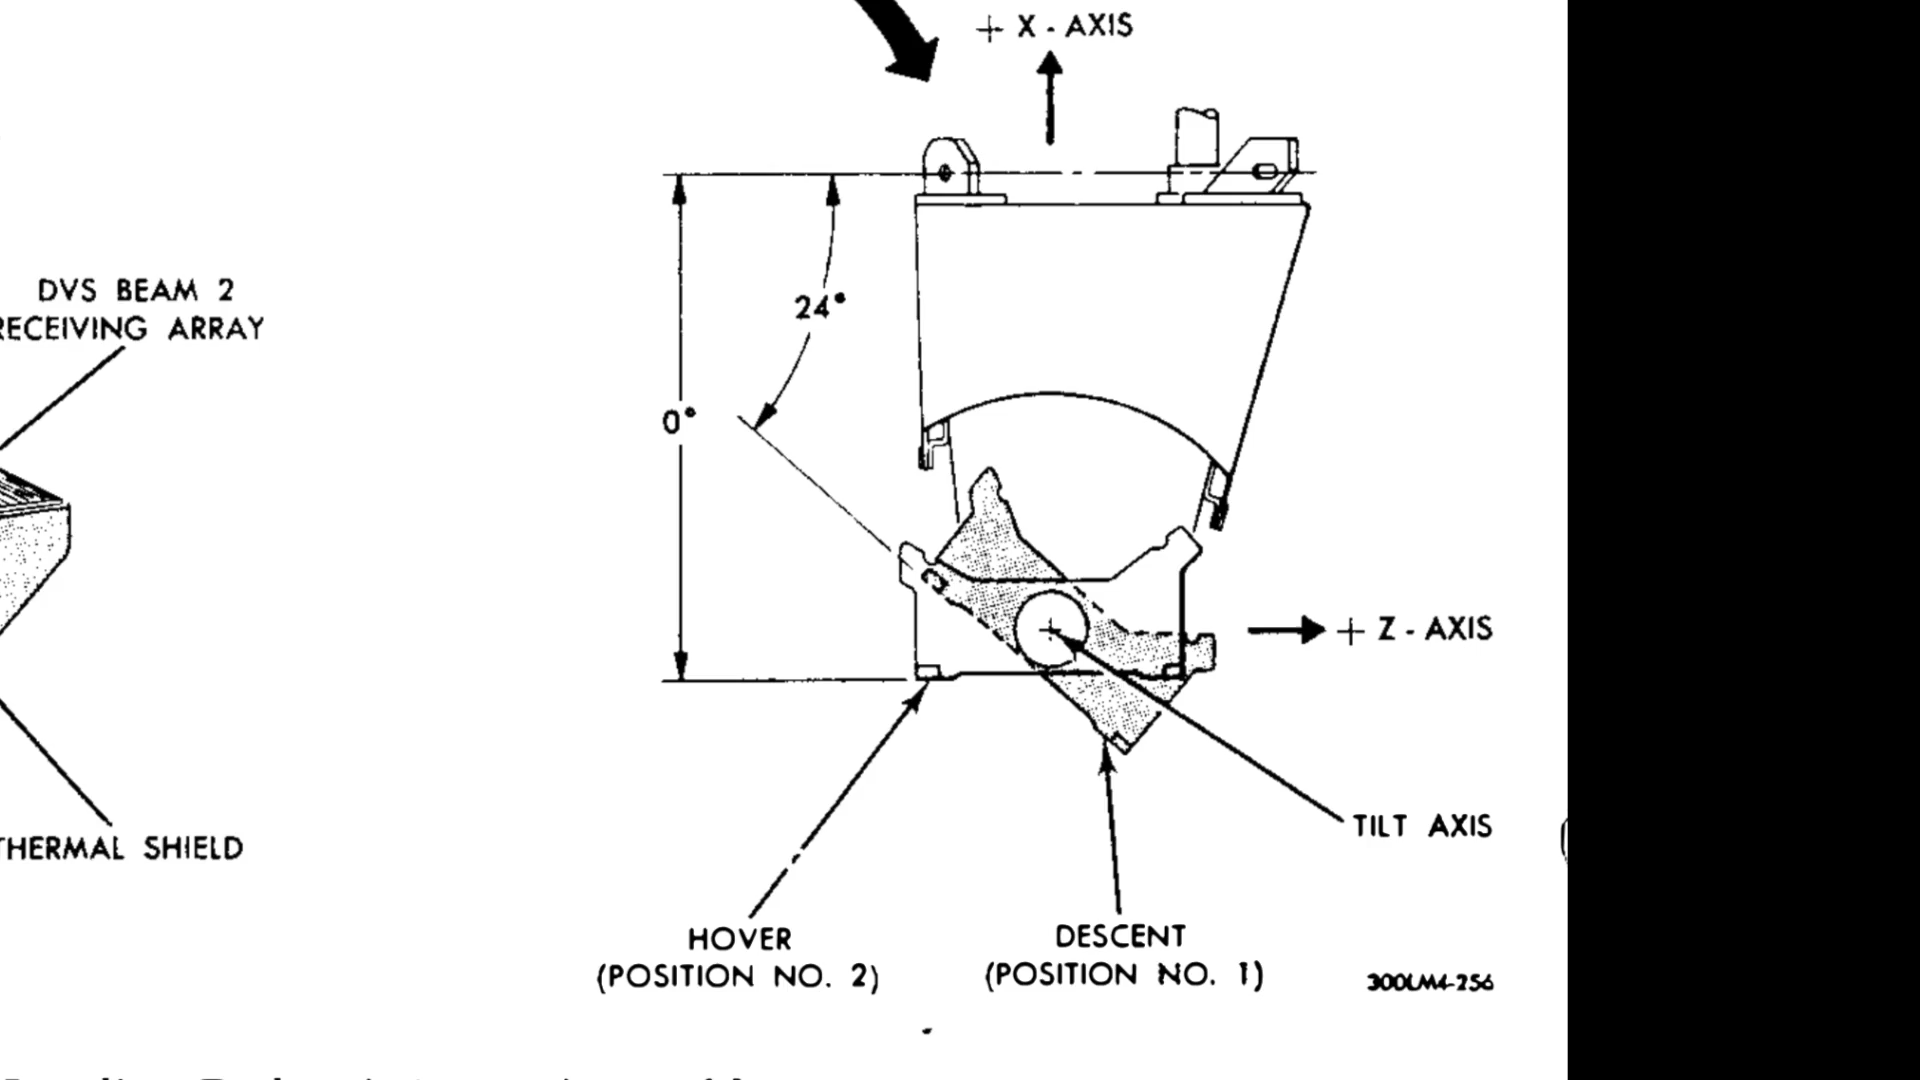 + X - AXIS
DVS BEAM 2
RECEIVING ARRAY
24°
0°
+ Z - AXIS
TILT AXIS
THERMAL SHIELD
HOVER
(POSITION NO. 2)
DESCENT
(POSITION NO. 1)
300LM4-256